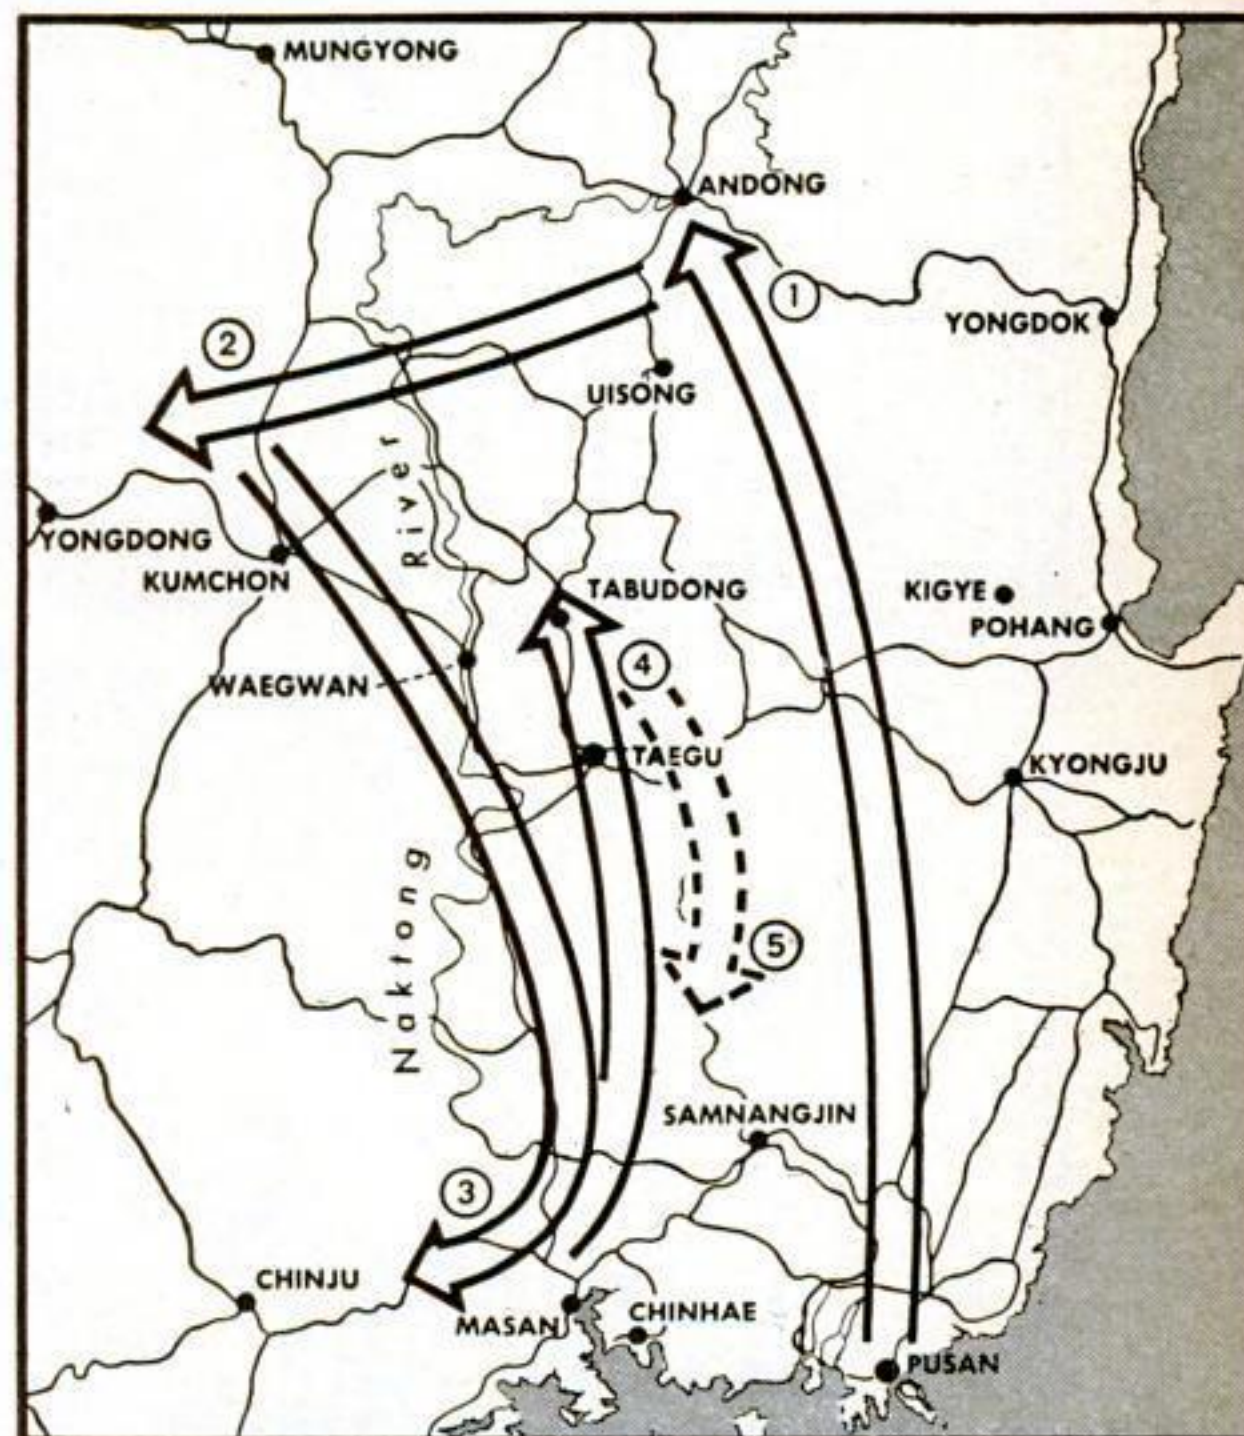 MUNGYONG
ANDONG
1
YONGDOK
2
UISONG
River
YONGDONG
KUMCHON
TABUDONG
KIGYE
POHANG
4
WAEGWAN
TAEGU
KYONGJU
Naktong
5
SAMNANGJIN
3
CHINJU
MASAN
CHINHAE
PUSAN